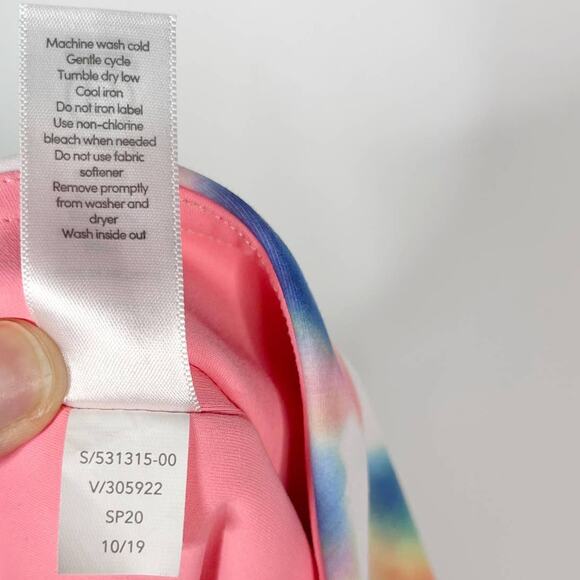 Machine wash cold
Gentle cycle
Tumble dry low
Cool iron
Do not iron label
Use non-chlorine
bleach when needed
Do not use fabric
softener
Remove promptly
from washer and
dryer
Wash inside out
S/531315-00
V/305922
SP20
10/19